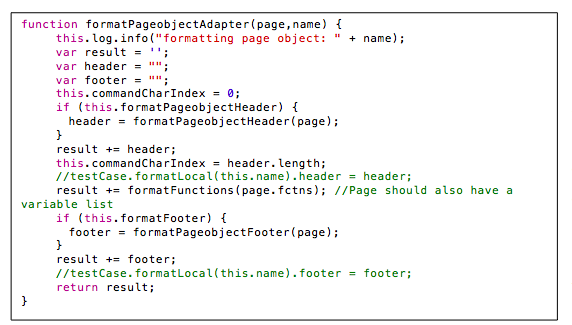 function formatPageobjectAdapter(page,name) {
this.log.info("formatting page object: " + name);
var result = '';
var header = "";
var footer = "";
this.commandCharIndex = 0;
if (this.formatPageobjectHeader) {
header = formatPageobjectHeader(page);
}
result += header;
this.commandCharIndex = header.length;
//testCase.formatLocal(this.name).header = header;
result += formatFunctions(page.fctns); //Page should also have a
variable list
if (this.formatFooter) {
footer = formatPageobjectFooter(page);
}
result += footer;
//testCase.formatLocal(this.name).footer = footer;
return result;
}